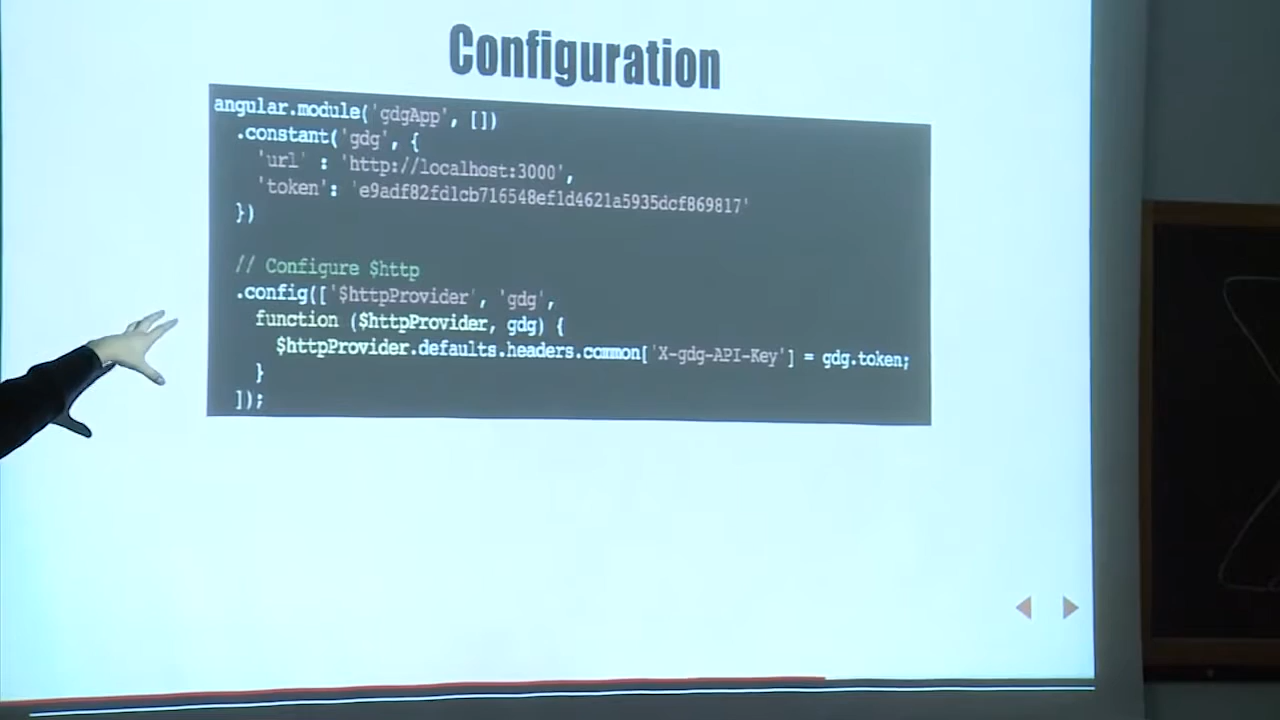 Configuration
angular.module('gdgApp', [])
.constant('gdg', {
'url' : 'http://localhost:3000',
'token': 'e9adf82fd1cb716548ef1d4621a5935dcf869817'
})
// Configure $http
.config(['$httpProvider', 'gdg',
function ($httpProvider, gdg) {
$httpProvider.defaults.headers.common['X-gdg-API-Key'] = gdg.token;
}
]);